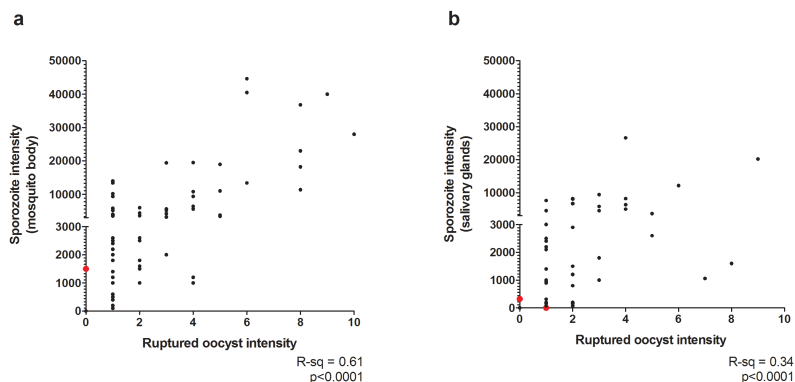 a
50000
40000
30000
20000
10000
3000
2000
1000
0
Sporozoite intensity
(mosquito body)
0 2 4 6 8 10
Ruptured oocyst intensity
R-sq = 0.61
p<0.0001
b
50000
40000
30000
20000
10000
3000
2000
1000
0
Sporozoite intensity
(salivary glands)
0 2 4 6 8 10
Ruptured oocyst intensity
R-sq = 0.34
p<0.0001